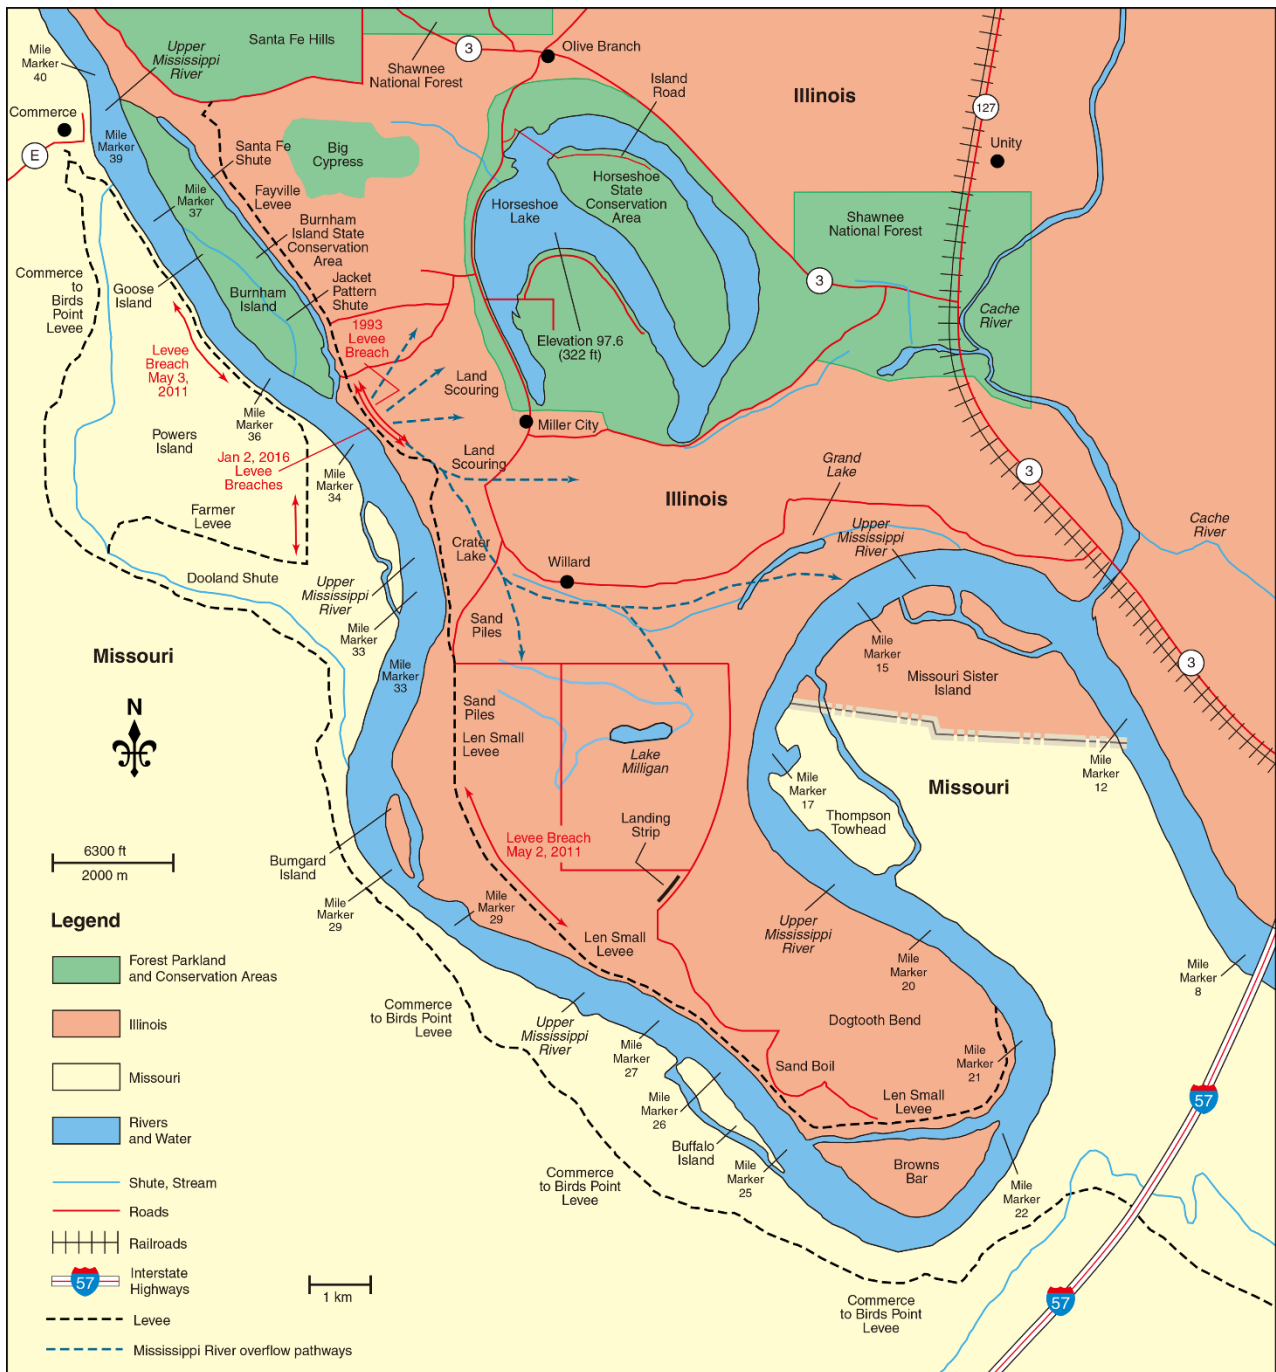 Santa Fe Hills
Mile
Marker
40
Upper
Mississippi
River
Shawnee
National Forest
3
Olive Branch
Island
Road
Illinois
127
Unity
Commerce
E
Mile
Marker
39
Santa Fe
Shute
Big
Cypress
Mile
Marker
37
Fayville
Levee
Burnham
Island State
Conservation
Area
Horseshoe
Lake
Horseshoe
State
Conservation
Area
Shawnee
National Forest
Commerce
to
Birds
Point
Levee
Goose
Island
Burnham
Island
Jacket
Pattern
Shute
3
Cache
River
1993
Levee
Breach
Elevation 97.6
(322 ft)
Levee
Breach
May 3,
2011
Land
Scouring
Mile
Marker
36
Miller City
Powers
Island
Jan 2, 2016
Levee
Breaches
Land
Scouring
Mile
Marker
34
Grand
Lake
3
Illinois
Farmer
Levee
Upper
Mississippi
River
Cache
River
Crater
Lake
Willard
Dooland Shute
Upper
Mississippi
River
Sand
Piles
Mile
Marker
33
Mile
Marker
15
Missouri
Mile
Marker
33
Missouri Sister
Island
3
N
Sand
Piles
Len Small
Levee
Lake
Milligan
Mile
Marker
12
Mile
Marker
17
Missouri
Thompson
Towhead
Landing
Strip
Levee Breach
May 2, 2011
6300 ft
2000 m
Bumgard
Island
Mile
Marker
29
Mile
Marker
29
Legend
Len Small
Levee
Upper
Mississippi
River
Mile
Marker
20
Mile
Marker
8
Forest Parkland
and Conservation Areas
Illinois
Missouri
Rivers
and Water
Shute, Stream
Roads
Railroads
57
Interstate
Highways
Levee
Mississippi River overflow pathways
Commerce
to Birds Point
Levee
Upper
Mississippi
River
Dogtooth Bend
Mile
Marker
27
Mile
Marker
21
Sand Boil
Mile
Marker
26
Len Small
Levee
57
Buffalo
Island
Mile
Marker
25
Browns
Bar
Commerce
to Birds Point
Levee
Mile
Marker
22
1 km
57
Commerce
to Birds Point
Levee